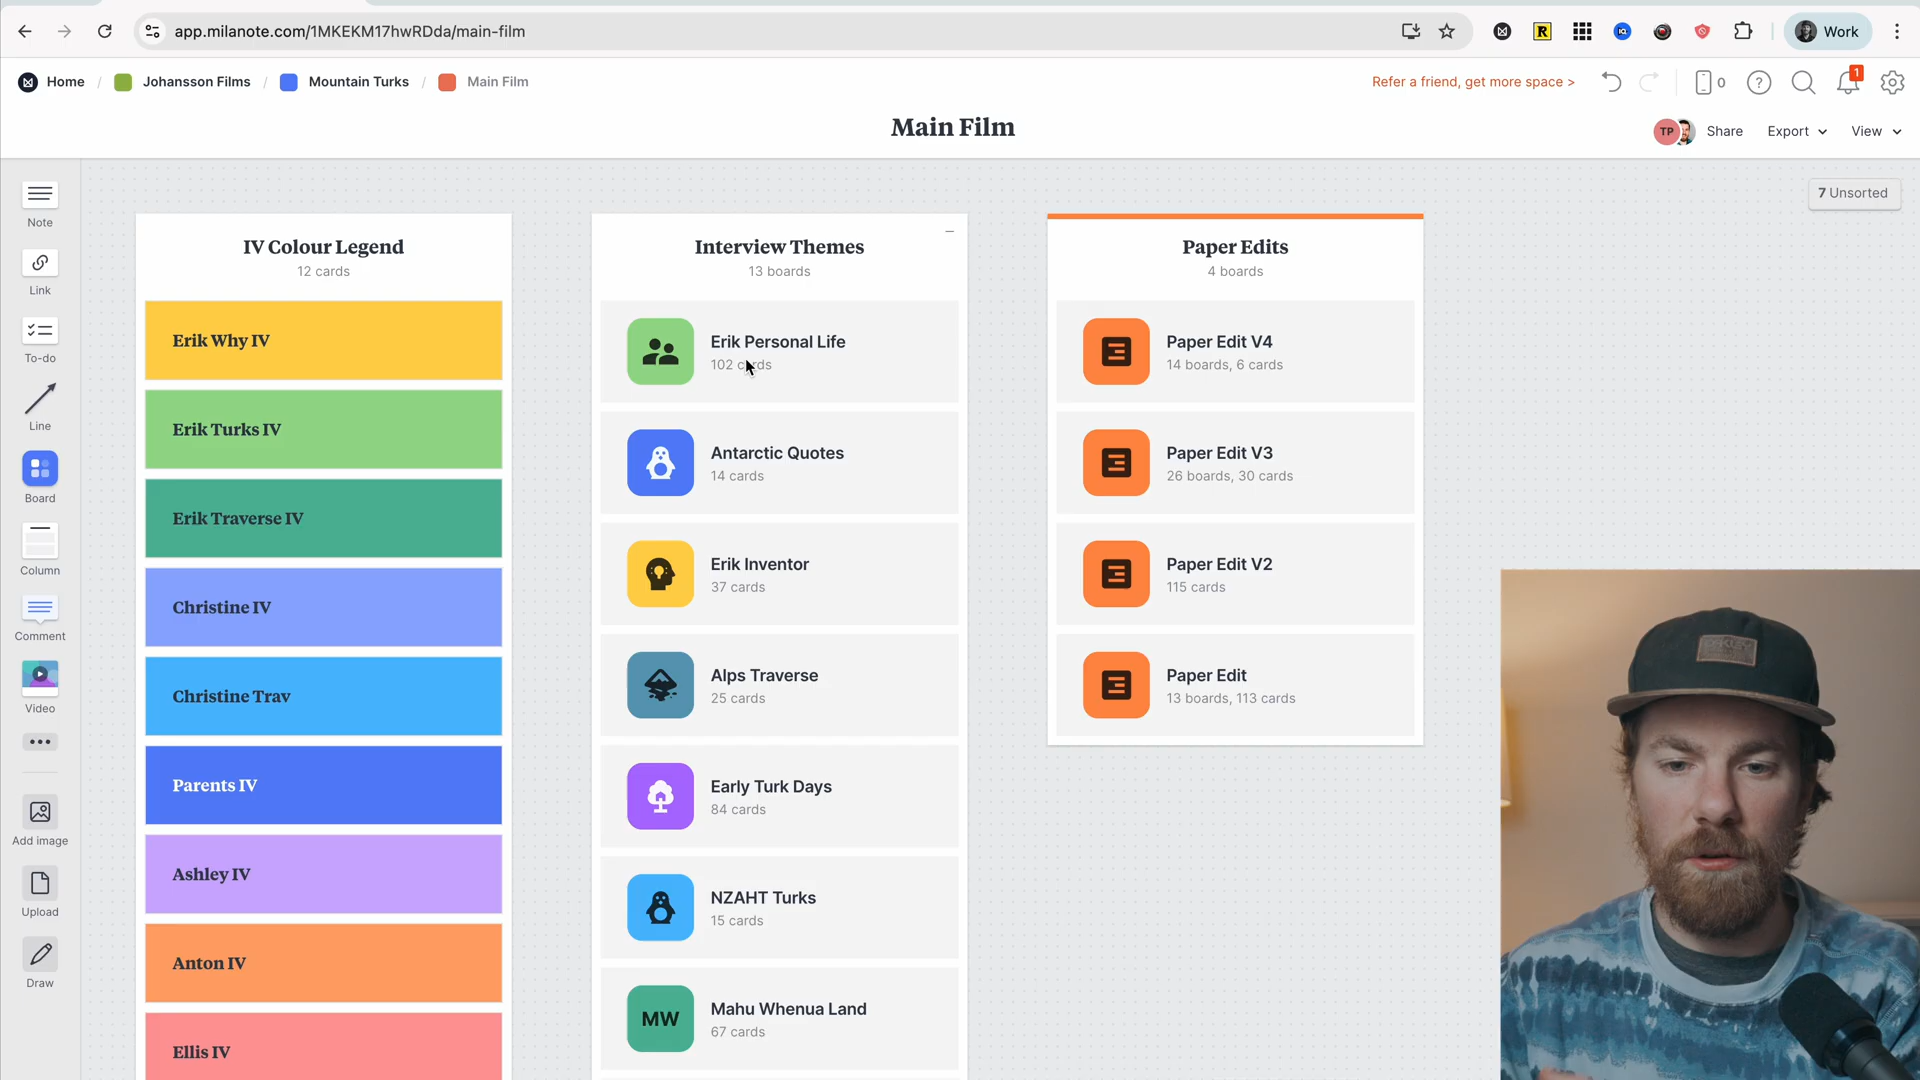 app.milanote.com/1MKEKM17hwRDda/main-film
Work
Home / Johansson Films / Mountain Turks / Main Film
Refer a friend, get more space >
0
1
Main Film
TP
Share
Export
View
7 Unsorted
Note
Link
To-do
Line
Board
Column
Comment
Video
Add image
Upload
Draw
IV Colour Legend
12 cards
Erik Why IV
Erik Turks IV
Erik Traverse IV
Christine IV
Christine Trav
Parents IV
Ashley IV
Anton IV
Ellis IV
Interview Themes
13 boards
Erik Personal Life
102 cards
Antarctic Quotes
14 cards
Erik Inventor
37 cards
Alps Traverse
25 cards
Early Turk Days
84 cards
NZAHT Turks
15 cards
MW
Mahu Whenua Land
67 cards
Paper Edits
4 boards
Paper Edit V4
14 boards, 6 cards
Paper Edit V3
26 boards, 30 cards
Paper Edit V2
115 cards
Paper Edit
13 boards, 113 cards